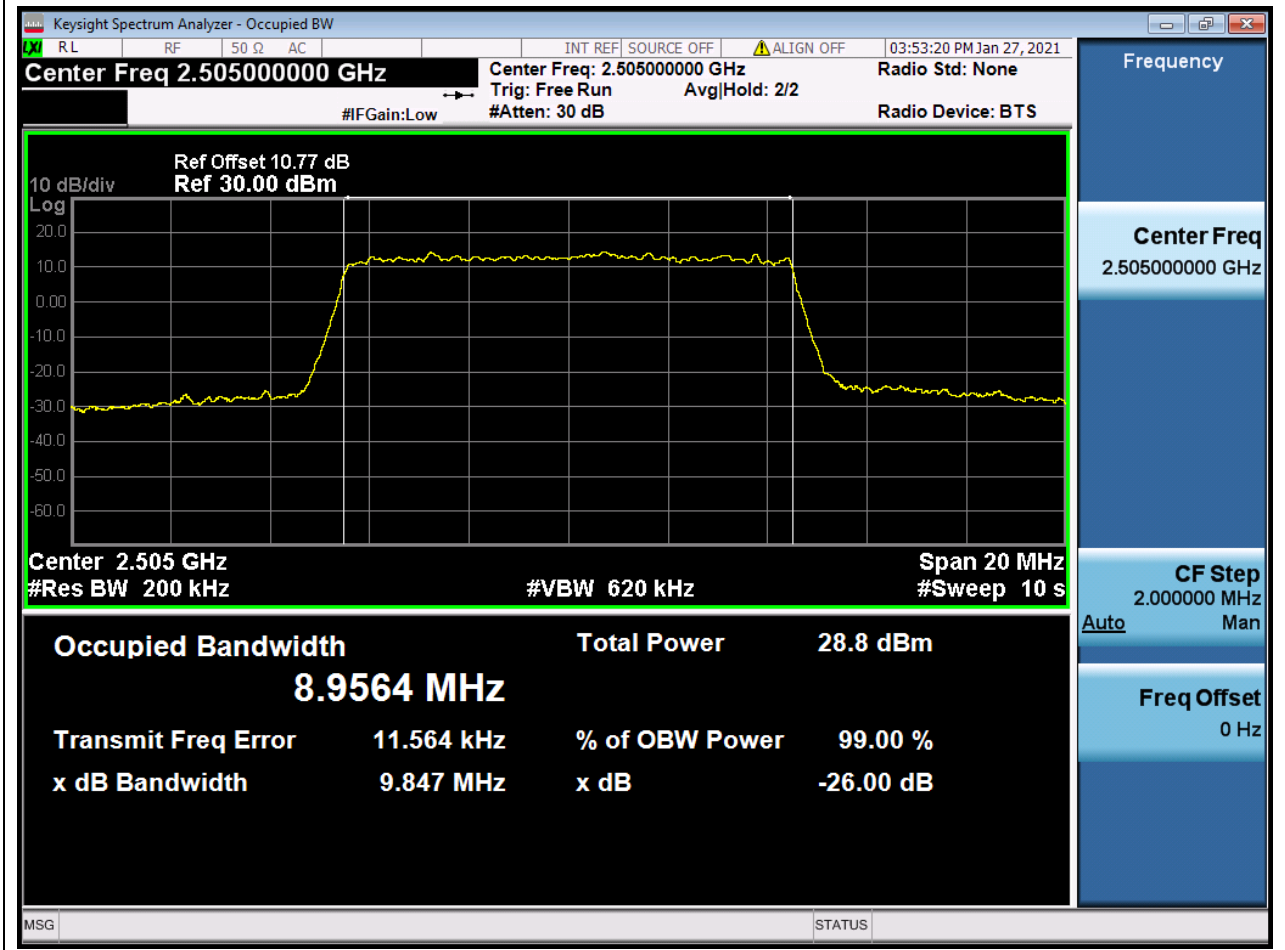 Keysight Spectrum Analyzer - Occupied BW
LXI RL RF 50 Ω AC INT REF SOURCE OFF ALIGN OFF 03:53:20 PM Jan 27, 2021
Center Freq 2.505000000 GHz
Center Freq: 2.505000000 GHz
Radio Std: None
Trig: Free Run Avg|Hold: 2/2
#IFGain:Low
#Atten: 30 dB
Radio Device: BTS
Ref Offset 10.77 dB
10 dB/div Ref 30.00 dBm
Log
20.0
10.0
0.00
-10.0
-20.0
-30.0
-40.0
-50.0
-60.0
Center 2.505 GHz Span 20 MHz
#Res BW 200 kHz #VBW 620 kHz #Sweep 10 s
Occupied Bandwidth Total Power 28.8 dBm
8.9564 MHz
Transmit Freq Error 11.564 kHz % of OBW Power 99.00 %
x dB Bandwidth 9.847 MHz x dB -26.00 dB
Frequency
Center Freq
2.505000000 GHz
CF Step
2.000000 MHz
Auto Man
Freq Offset
0 Hz
MSG STATUS